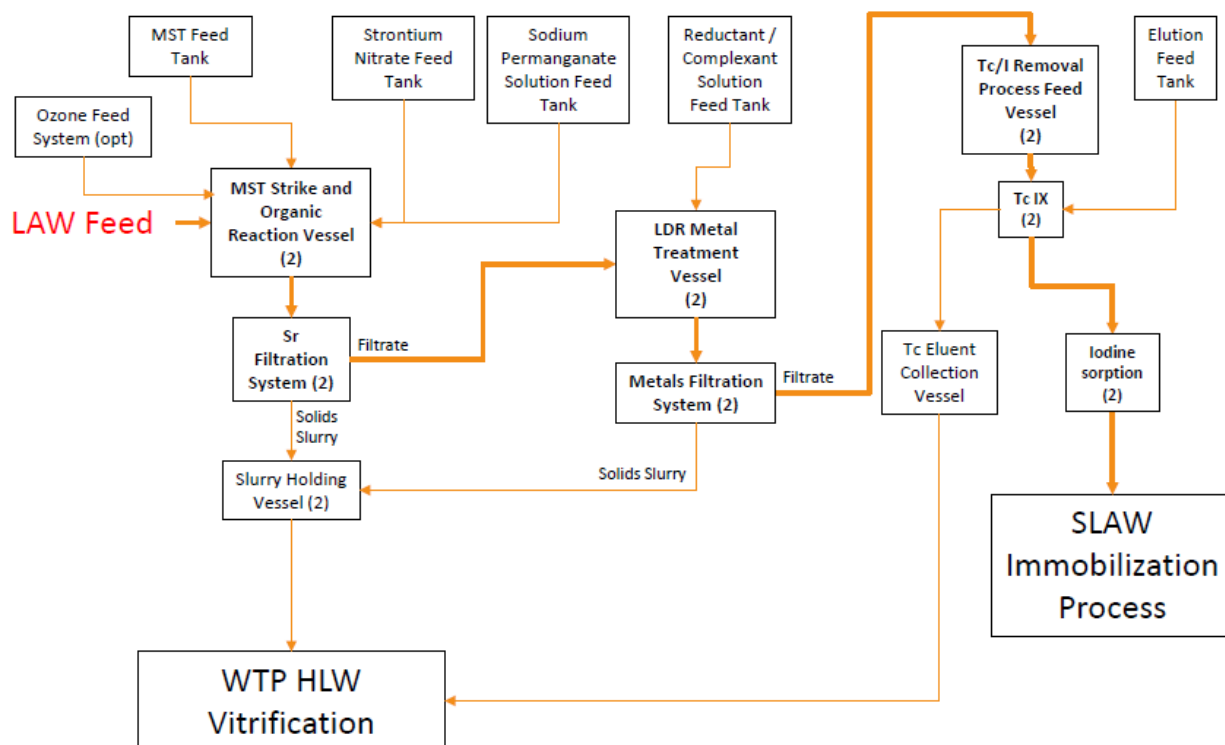 MST Feed
Tank
Strontium
Nitrate Feed
Tank
Sodium
Permanganate
Solution Feed
Tank
Reductant /
Complexant
Solution
Feed Tank
Tc/I Removal
Process Feed
Vessel
(2)
Elution
Feed
Tank
Ozone Feed
System (opt)
LAW Feed
MST Strike and
Organic
Reaction Vessel
(2)
LDR Metal
Treatment
Vessel
(2)
Tc IX
(2)
Sr
Filtration
System (2)
Filtrate
Metals Filtration
System (2)
Filtrate
Tc Eluent
Collection
Vessel
Iodine
sorption
(2)
Solids
Slurry
Slurry Holding
Vessel (2)
Solids Slurry
SLAW
Immobilization
Process
WTP HLW
Vitrification